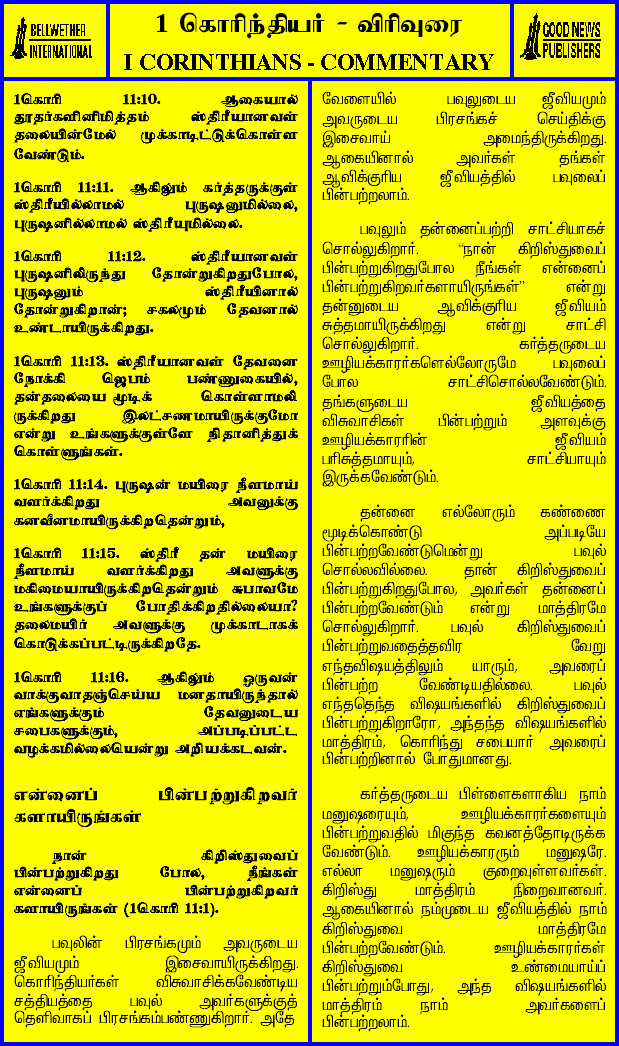 BELLWETHER
INTERNATIONAL
1 கொரிந்தியர் - விரிவுரை
I CORINTHIANS - COMMENTARY
GOOD NEWS
PUBLISHERS
1கொரி 11:10. ஆகையால்
தூதர்களினிமித்தம் ஸ்திரீயானவள்
தலையின்மேல் முக்காடிட்டுக்கொள்ள
வேண்டும்.
1கொரி 11:11. ஆகிலும் கர்த்தருக்குள்
ஸ்திரீயில்லாமல் புருஷனுமில்லை,
புருஷனில்லாமல் ஸ்திரீயுமில்லை.
1கொரி 11:12. ஸ்திரீயானவள்
புருஷனிலிருந்து தோன்றுகிறதுபோல,
புருஷனும் ஸ்திரீயினால்
தோன்றுகிறான்; சகலமும் தேவனால்
உண்டாயிருக்கிறது.
1கொரி 11:13. ஸ்திரீயானவள் தேவனை
நோக்கி ஜெபம் பண்ணுகையில்,
தன்தலையை மூடிக் கொள்ளாமலி
ருக்கிறது இலட்சணமாயிருக்குமோ
என்று உங்களுக்குள்ளே நிதானித்துக்
கொள்ளுங்கள்.
1கொரி 11:14. புருஷன் மயிரை நீளமாய்
வளர்க்கிறது அவனுக்கு
கனவீனமாயிருக்கிறதென்றும்,
1கொரி 11:15. ஸ்திரீ தன் மயிரை
நீளமாய் வளர்க்கிறது அவளுக்கு
மகிமையாயிருக்கிறதென்றும் சுபாவமே
உங்களுக்குப் போதிக்கிறதில்லையா?
தலைமயிர் அவளுக்கு முக்காடாகக்
கொடுக்கப்பட்டிருக்கிறதே.
1கொரி 11:16. ஆகிலும் ஒருவன்
வாக்குவாதஞ்செய்ய மனதாயிருந்தால்
எங்களுக்கும் தேவனுடைய
சபைகளுக்கும், அப்படிப்பட்ட
வழக்கமில்லையென்று அறியக்கடவன்.
என்னைப் பின்பற்றுகிறவர்
களாயிருங்கள்
நான் கிறிஸ்துவைப்
பின்பற்றுகிறது போல, நீங்கள்
என்னைப் பின்பற்றுகிறவர்
களாயிருங்கள் (1கொரி 11:1).
பவுலின் பிரசங்கமும் அவருடைய
ஜீவியமும் இசைவாயிருக்கிறது.
கொரிந்தியர்கள் விசுவாசிக்கவேண்டிய
சத்தியத்தை பவுல் அவர்களுக்குத்
தெளிவாகப் பிரசங்கம்பண்ணுகிறார். அதே
வேளையில் பவுலுடைய ஜீவியமும்
அவருடைய பிரசங்கச் செய்திக்கு
இசைவாய் அமைந்திருக்கிறது.
ஆகையினால் அவர்கள் தங்கள்
ஆவிக்குரிய ஜீவியத்தில் பவுலைப்
பின்பற்றலாம்.
பவுலும் தன்னைப்பற்றி சாட்சியாகச்
சொல்லுகிறார். “நான் கிறிஸ்துவைப்
பின்பற்றுகிறதுபோல நீங்கள் என்னைப்
பின்பற்றுகிறவர்களாயிருங்கள்” என்று
தன்னுடைய ஆவிக்குரிய ஜீவியம்
சுத்தமாயிருக்கிறது என்று சாட்சி
சொல்லுகிறார். கர்த்தருடைய
ஊழியக்காரர்களெல்லோருமே பவுலைப்
போல சாட்சிசொல்லவேண்டும்.
தங்களுடைய ஜீவியத்தை
விசுவாசிகள் பின்பற்றும் அளவுக்கு
ஊழியக்காரரின் ஜீவியம்
பரிசுத்தமாயும், சாட்சியாயும்
இருக்கவேண்டும்.
தன்னை எல்லோரும் கண்ணை
மூடிக்கொண்டு அப்படியே
பின்பற்றவேண்டுமென்று பவுல்
சொல்லவில்லை. தான் கிறிஸ்துவைப்
பின்பற்றுகிறதுபோல, அவர்கள் தன்னைப்
பின்பற்றவேண்டும் என்று மாத்திரமே
சொல்லுகிறார். பவுல் கிறிஸ்துவைப்
பின்பற்றுவதைத்தவிர வேறு
எந்தவிஷயத்திலும் யாரும், அவரைப்
பின்பற்ற வேண்டியதில்லை. பவுல்
எந்ததெந்த விஷயங்களில் கிறிஸ்துவைப்
பின்பற்றுகிறாரோ, அந்தந்த விஷயங்களில்
மாத்திரம், கொரிந்து சபையார் அவரைப்
பின்பற்றினால் போதுமானது.
கர்த்தருடைய பிள்ளைகளாகிய நாம்
மனுஷரையும், ஊழியக்காரர்களையும்
பின்பற்றுவதில் மிகுந்த கவனத்தோடிருக்க
வேண்டும். ஊழியக்காரரும் மனுஷரே.
எல்லா மனுஷரும் குறைவுள்ளவர்கள்.
கிறிஸ்து மாத்திரம் நிறைவானவர்.
ஆகையினால் நம்முடைய ஜீவியத்தில் நாம்
கிறிஸ்துவை மாத்திரமே
பின்பற்றவேண்டும். ஊழியக்காரர்கள்
கிறிஸ்துவை உண்மையாய்ப்
பின்பற்றும்போது, அந்த விஷயங்களில்
மாத்திரம் நாம் அவர்களைப்
பின்பற்றலாம்.